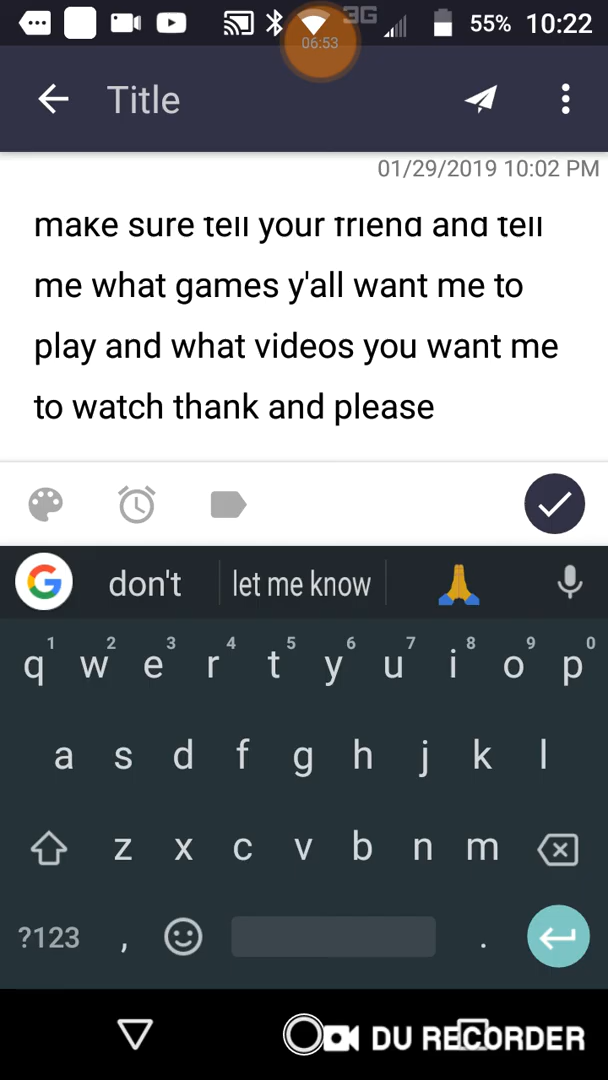 3G 55% 10:22
06:53
Title
01/29/2019 10:02 PM
make sure tell your friend and tell
me what games y'all want me to
play and what videos you want me
to watch thank and please
G don't let me know
1 2 3 4 5 6 7 8 9 0
q w e r t y u i o p
a s d f g h j k l
z x c v b n m
?123 , .
DU RECORDER